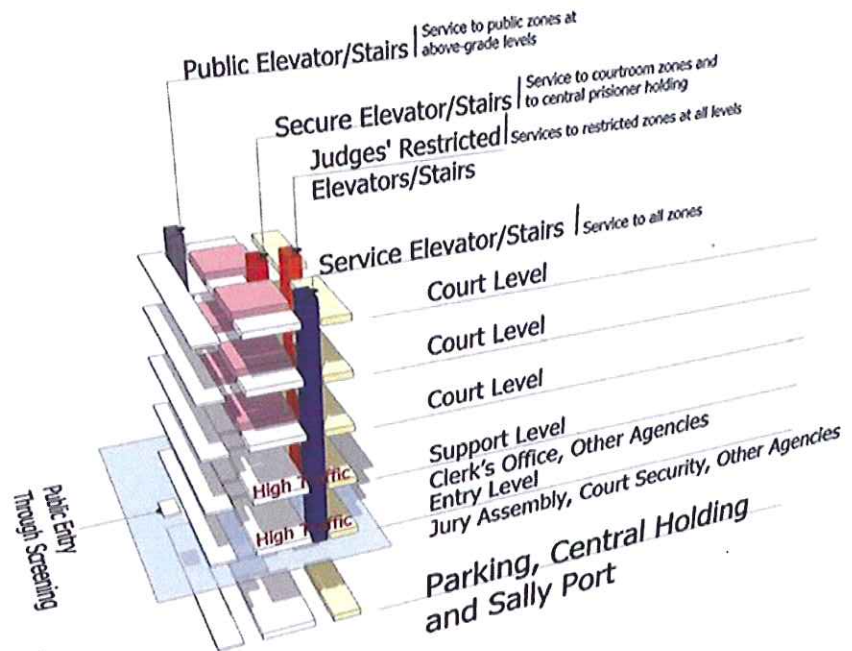 Public Elevator/Stairs
Service to public zones at
above-grade levels
Secure Elevator/Stairs
Service to courtroom zones and
to central prisioner holding
Judges' Restricted
Elevators/Stairs
Services to restricted zones at all levels
Service Elevator/Stairs
Service to all zones
Court Level
Court Level
Court Level
Support Level
Clerk's Office, Other Agencies
High Traffic
Entry Level
Jury Assembly, Court Security, Other Agencies
High Traffic
Public Entry
Through Screening
Parking, Central Holding
and Sally Port